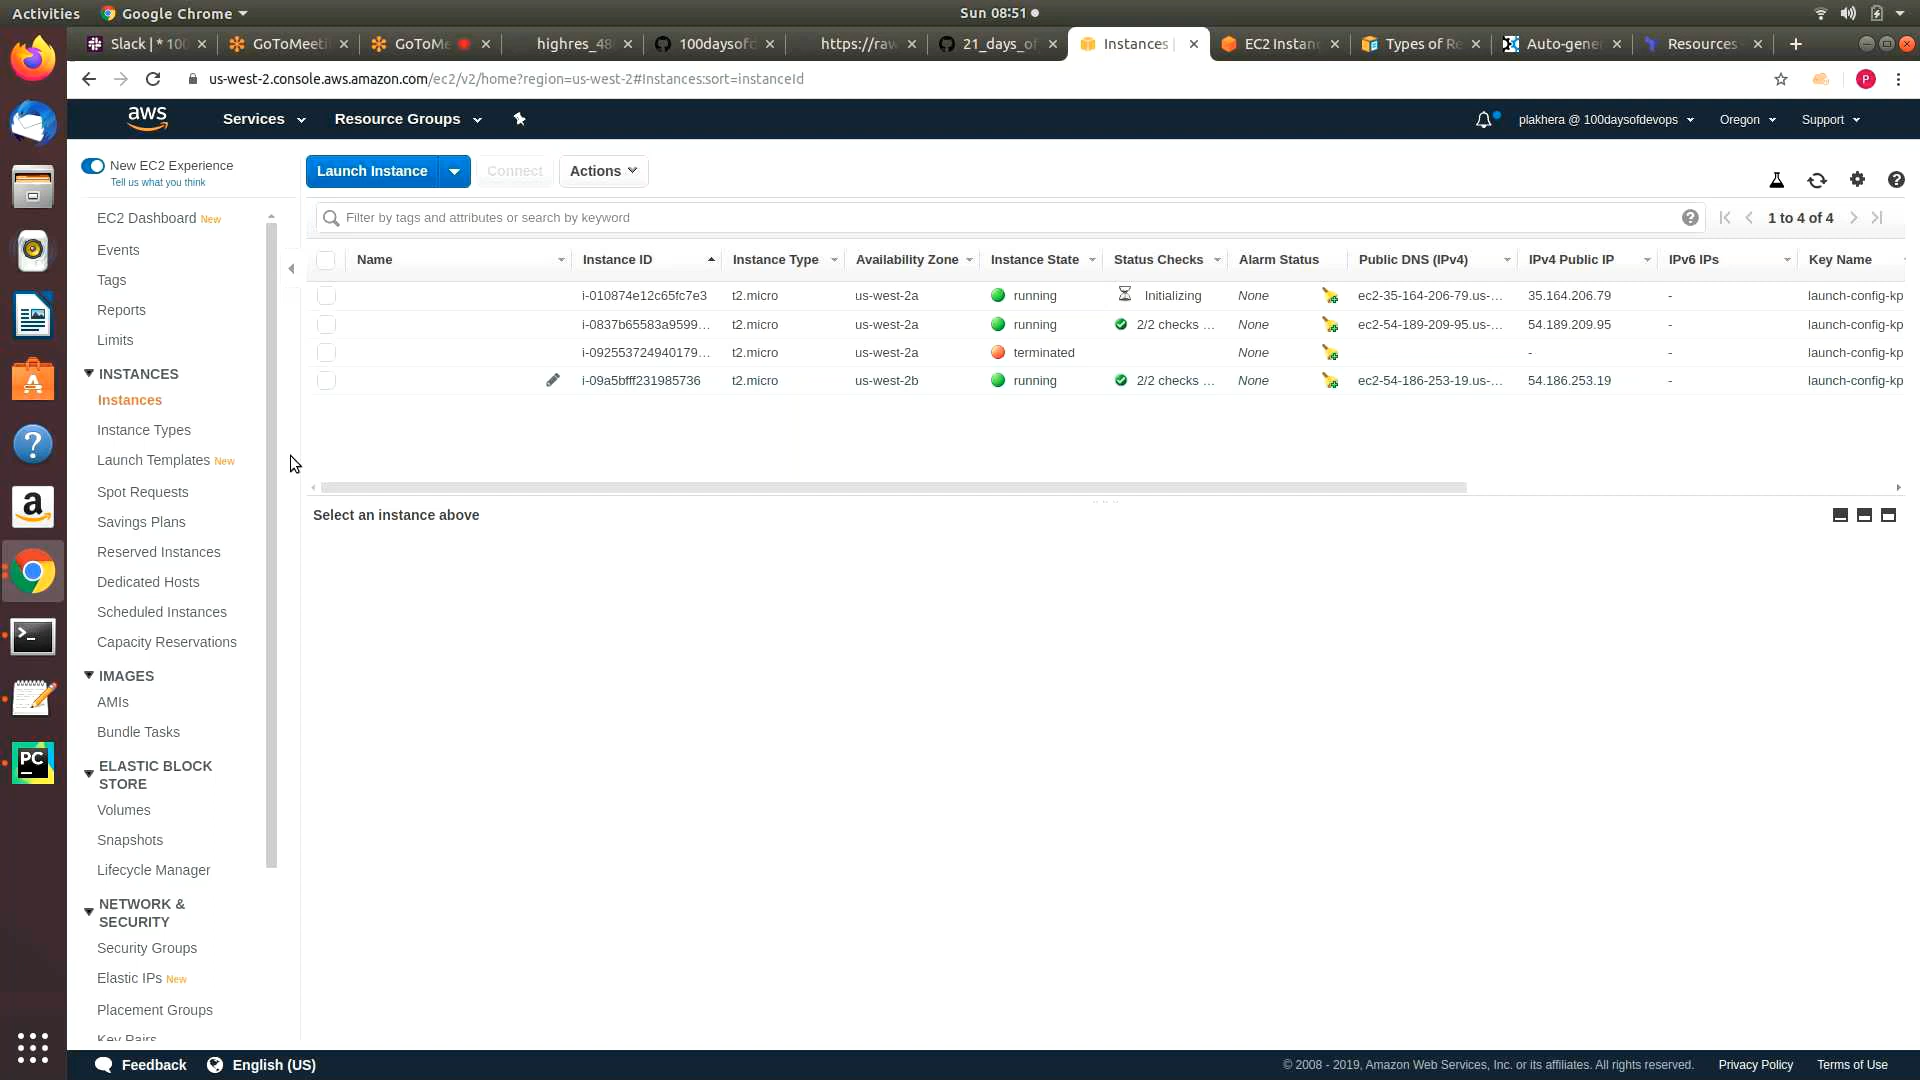 Activities Google Chrome Sun 08:51
Slack | * 100 GoToMeeti GoToMe highres_48 100daysofd https://raw 21_days_of Instances | EC2 Instanc Types of Re Auto-gener Resources
us-west-2.console.aws.amazon.com/ec2/v2/home?region=us-west-2#Instances:sort=instanceId P
aws Services Resource Groups plakhera @ 100daysofdevops Oregon Support
New EC2 Experience
Tell us what you think
Launch Instance Connect Actions
EC2 Dashboard New
Events
Tags
Reports
Limits
INSTANCES
Instances
Instance Types
Launch Templates New
Spot Requests
Savings Plans
Reserved Instances
Dedicated Hosts
Scheduled Instances
Capacity Reservations
IMAGES
AMIs
Bundle Tasks
ELASTIC BLOCK
STORE
Volumes
Snapshots
Lifecycle Manager
NETWORK &
SECURITY
Security Groups
Elastic IPs New
Placement Groups
Key Pairs
Filter by tags and attributes or search by keyword 1 to 4 of 4
Name Instance ID Instance Type Availability Zone Instance State Status Checks Alarm Status Public DNS (IPv4) IPv4 Public IP IPv6 IPs Key Name
i-010874e12c65fc7e3 t2.micro us-west-2a running Initializing None ec2-35-164-206-79.us-... 35.164.206.79 - launch-config-kp
i-0837b65583a9599... t2.micro us-west-2a running 2/2 checks ... None ec2-54-189-209-95.us-... 54.189.209.95 - launch-config-kp
i-092553724940179... t2.micro us-west-2a terminated None - - launch-config-kp
i-09a5bfff231985736 t2.micro us-west-2b running 2/2 checks ... None ec2-54-186-253-19.us-... 54.186.253.19 - launch-config-kp
Select an instance above
Feedback English (US) © 2008 - 2019, Amazon Web Services, Inc. or its affiliates. All rights reserved. Privacy Policy Terms of Use